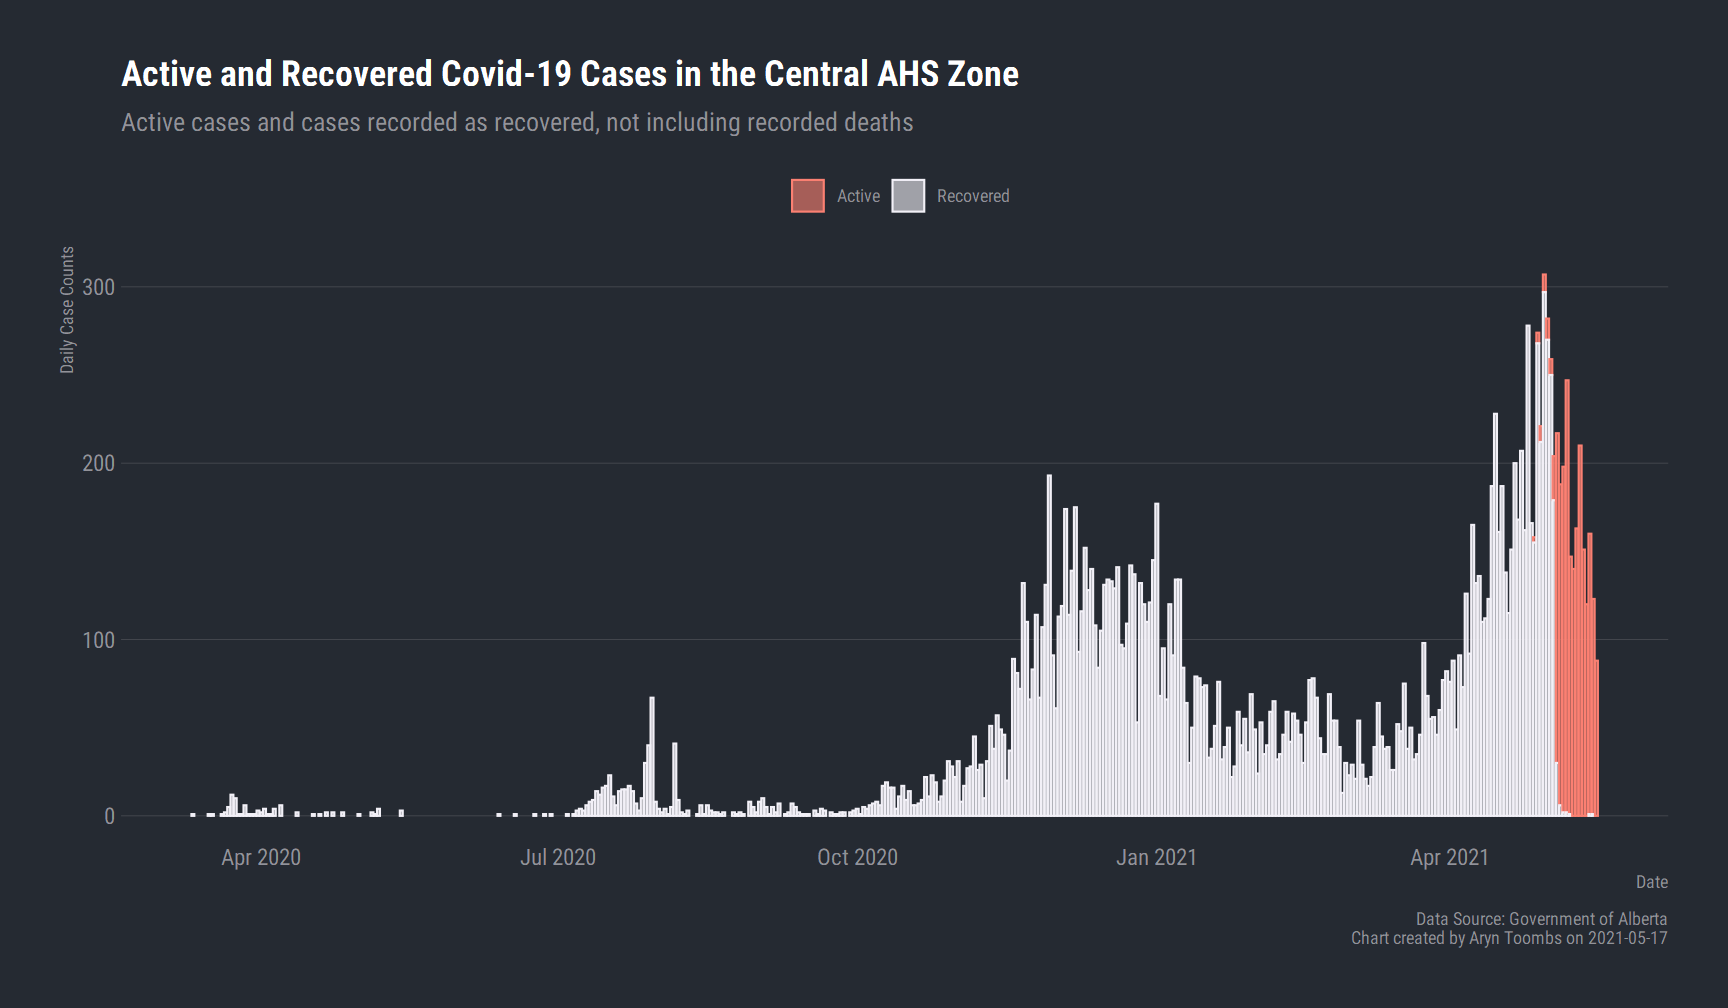 Active and Recovered Covid-19 Cases in the Central AHS Zone
Active cases and cases recorded as recovered, not including recorded deaths
Active
Recovered
Daily Case Counts
300
200
100
0
Apr 2020
Jul 2020
Oct 2020
Jan 2021
Apr 2021
Date
Data Source: Government of Alberta
Chart created by Aryn Toombs on 2021-05-17